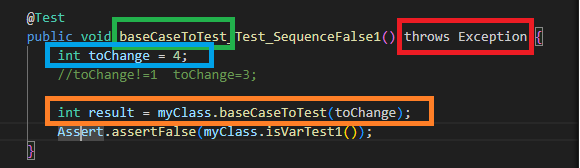 @Test
public void baseCaseToTest_Test_SequenceFalse1() throws Exception {
int toChange = 4;
//toChange!=1  toChange=3;
int result = myClass.baseCaseToTest(toChange);
Assert.assertFalse(myClass.isVarTest1());
}